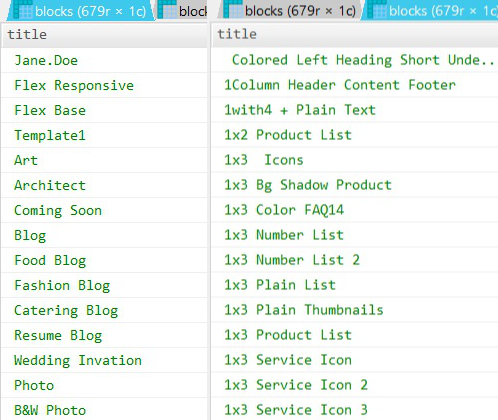 blocks (679r × 1c)
block
title
Jane.Doe
Flex Responsive
Flex Base
Template1
Art
Architect
Coming Soon
Blog
Food Blog
Fashion Blog
Catering Blog
Resume Blog
Wedding Invation
Photo
B&W Photo
blocks (679r × 1c)
blocks (679r × 1c)
title
Colored Left Heading Short Unde..
1Column Header Content Footer
1with4 + Plain Text
1x2 Product List
1x3  Icons
1x3 Bg Shadow Product
1x3 Color FAQ14
1x3 Number List
1x3 Number List 2
1x3 Plain List
1x3 Plain Thumbnails
1x3 Product List
1x3 Service Icon
1x3 Service Icon 2
1x3 Service Icon 3